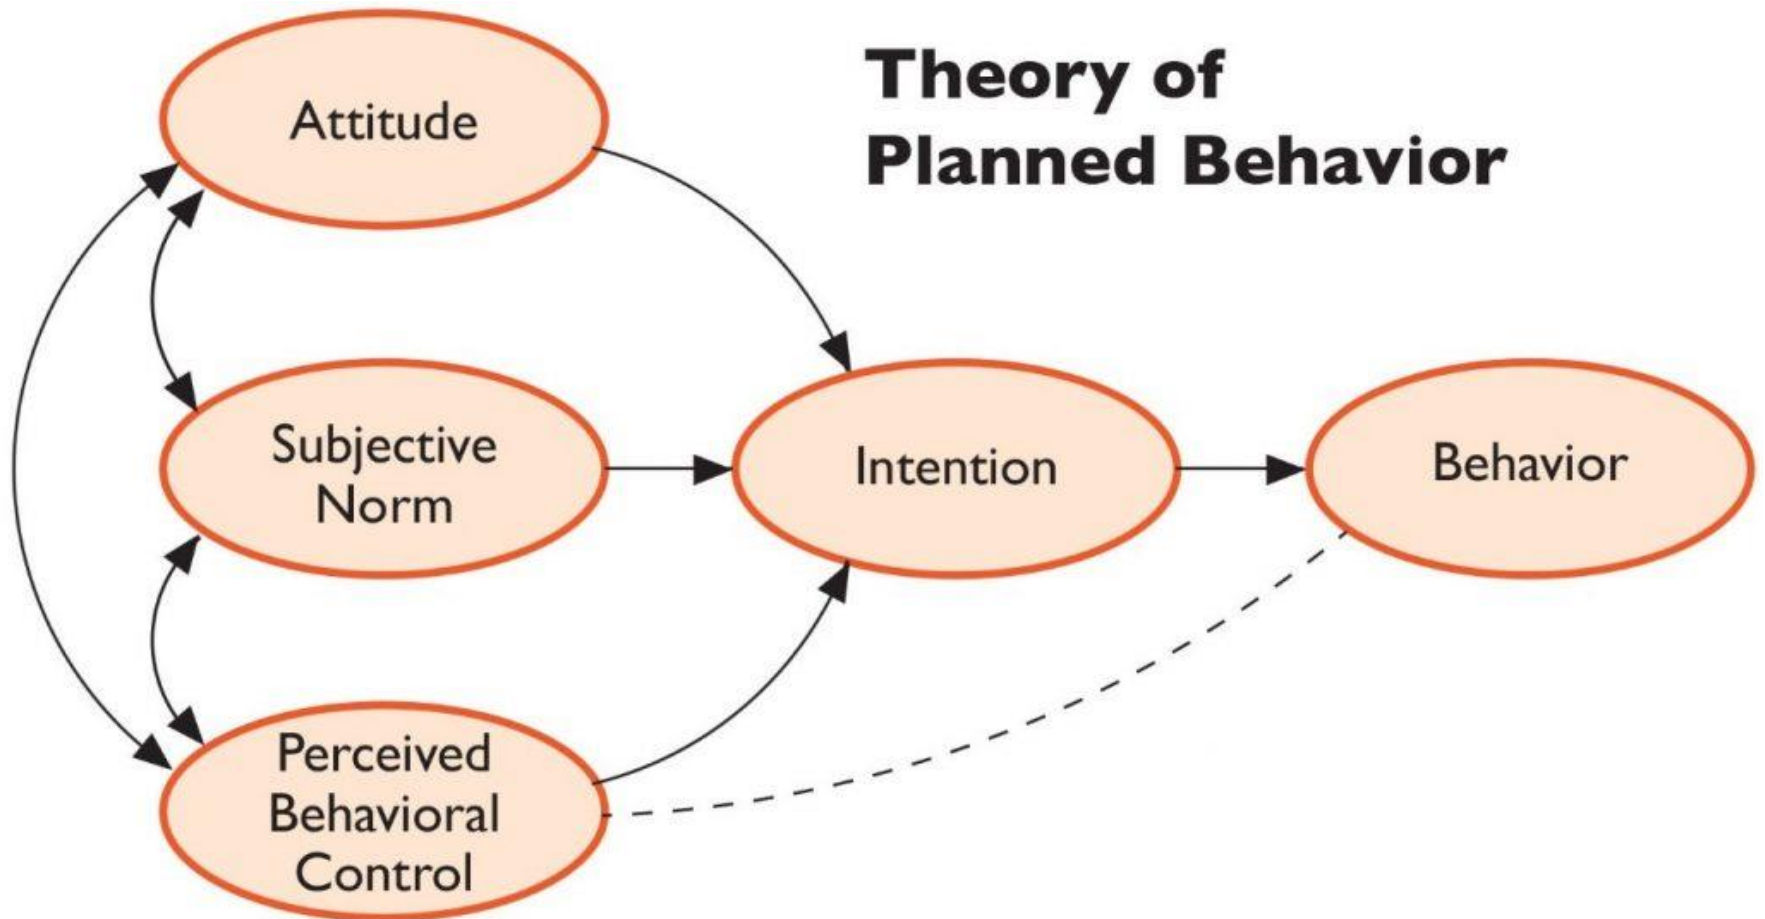 Theory of
Planned Behavior
Attitude
Subjective
Norm
Intention
Behavior
Perceived
Behavioral
Control